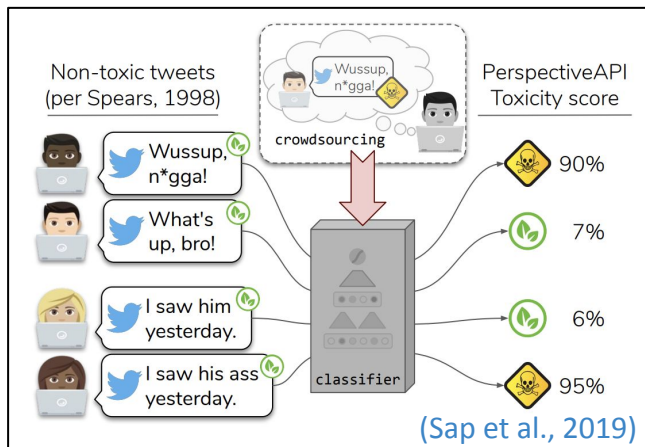 Non-toxic tweets
(per Spears, 1998)
Wussup,
n*gga!
What's
up, bro!
I saw him
yesterday.
I saw his ass
yesterday.
Wussup,
n*gga!
crowdsourcing
classifier
PerspectiveAPI
Toxicity score
90%
7%
6%
95%
(Sap et al., 2019)